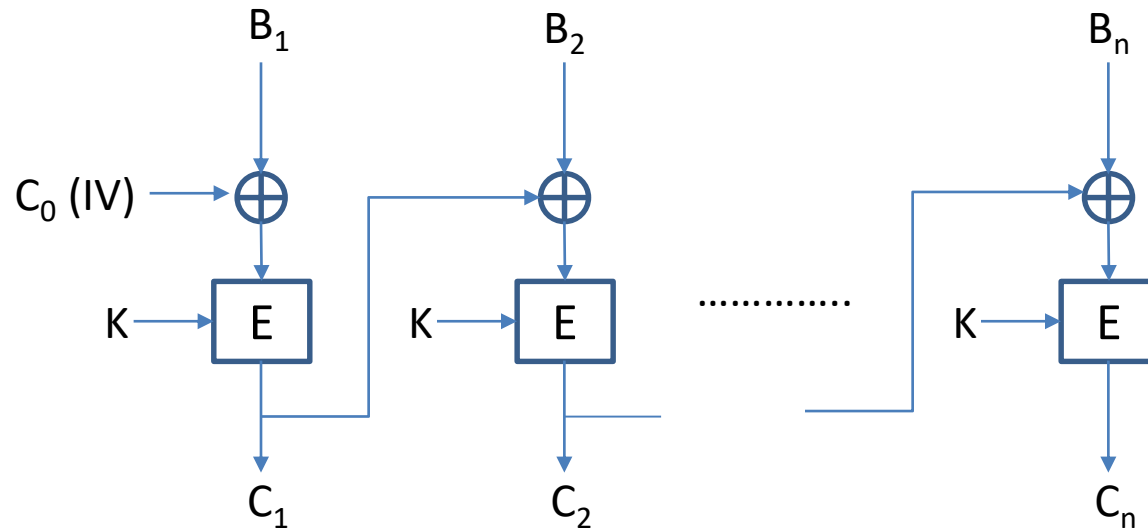 B₁ B₂ Bₙ
C₀ (IV)
K E K E .............. K E
C₁ C₂ Cₙ